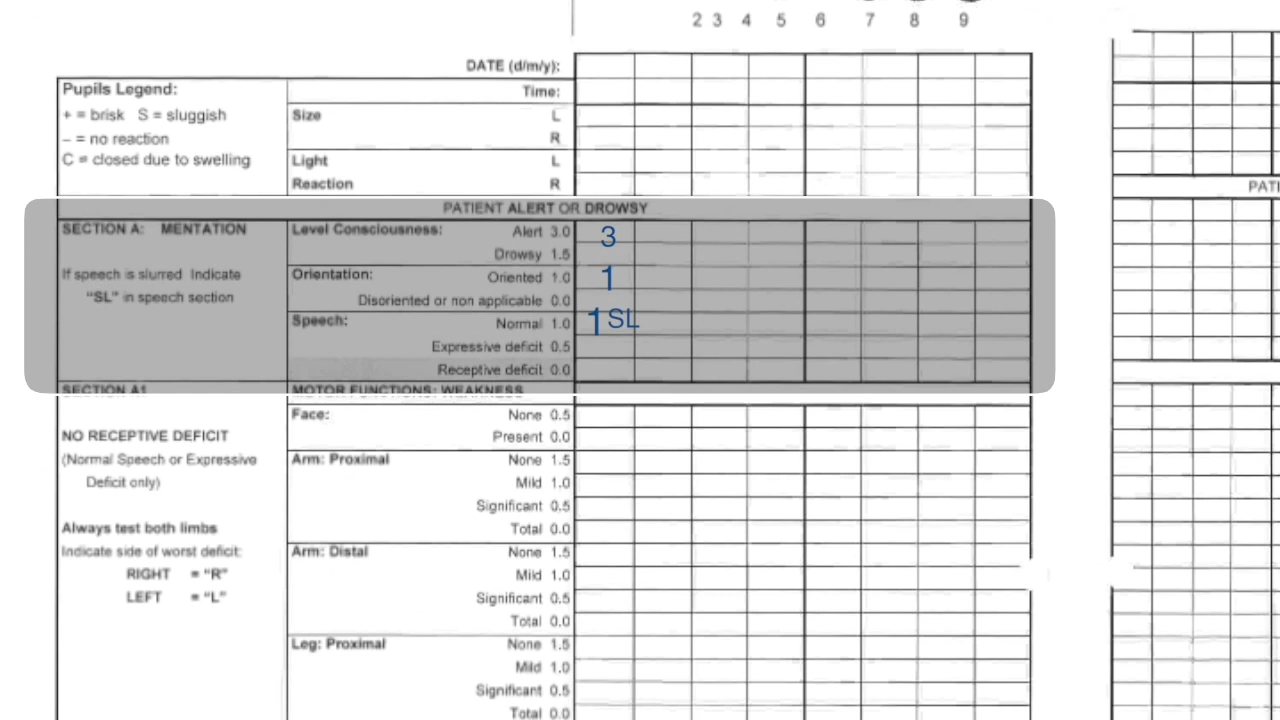 2 3 4 5 6 7 8 9
DATE (d/m/y):
Pupils Legend:
Time:
+ = brisk S = sluggish
Size L
– = no reaction
R
C = closed due to swelling
Light L
Reaction R
PATIENT ALERT OR DROWSY
PATI
SECTION A: MENTATION
Level Consciousness: Alert 3.0
3
Drowsy 1.5
If speech is slurred Indicate
Orientation: Oriented 1.0
1
"SL" in speech section
Disoriented or non applicable 0.0
Speech: Normal 1.0
1 SL
Expressive deficit 0.5
Receptive deficit 0.0
SECTION A1
MOTOR FUNCTIONS: WEAKNESS
Face: None 0.5
NO RECEPTIVE DEFICIT
Present 0.0
(Normal Speech or Expressive
Arm: Proximal None 1.5
Deficit only)
Mild 1.0
Significant 0.5
Always test both limbs
Total 0.0
Indicate side of worst deficit:
Arm: Distal None 1.5
RIGHT = "R"
Mild 1.0
LEFT = "L"
Significant 0.5
Total 0.0
Leg: Proximal None 1.5
Mild 1.0
Significant 0.5
Total 0.0